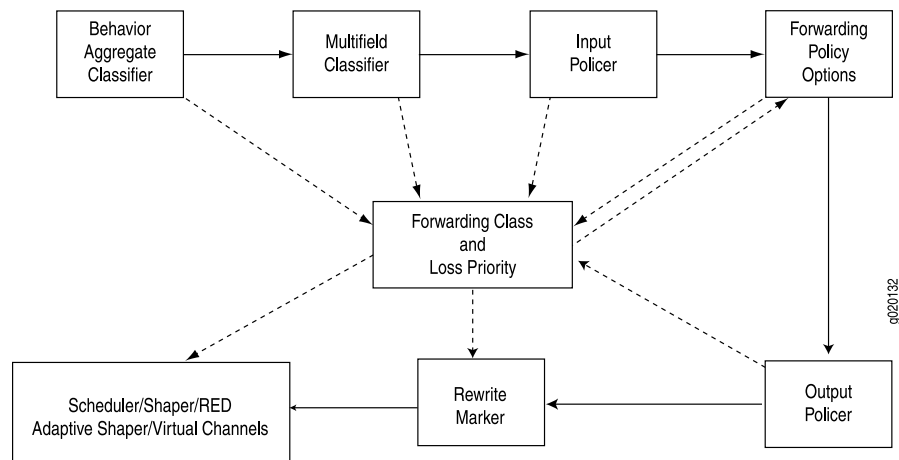 Behavior
Aggregate
Classifier
Multifield
Classifier
Input
Policer
Forwarding
Policy
Options
Forwarding Class
and
Loss Priority
g020132
Scheduler/Shaper/RED
Adaptive Shaper/Virtual Channels
Rewrite
Marker
Output
Policer